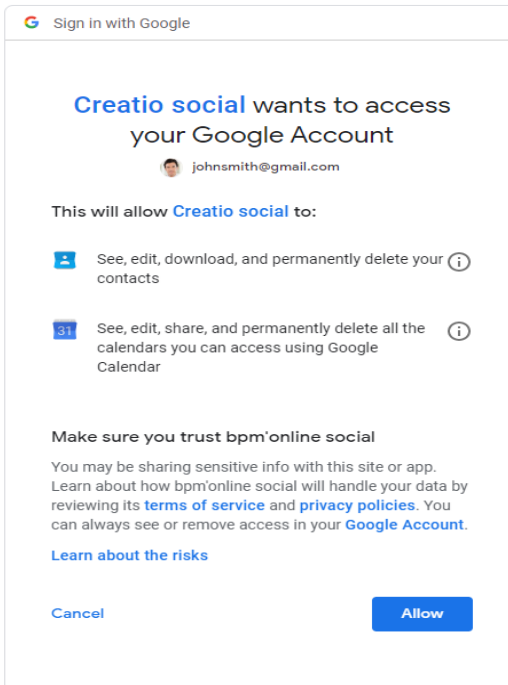 Sign in with Google
Creatio social wants to access
your Google Account
johnsmith@gmail.com
This will allow Creatio social to:
See, edit, download, and permanently delete your
contacts
31
See, edit, share, and permanently delete all the
calendars you can access using Google
Calendar
Make sure you trust bpm'online social
You may be sharing sensitive info with this site or app.
Learn about how bpm'online social will handle your data by
reviewing its terms of service and privacy policies. You
can always see or remove access in your Google Account.
Learn about the risks
Cancel
Allow